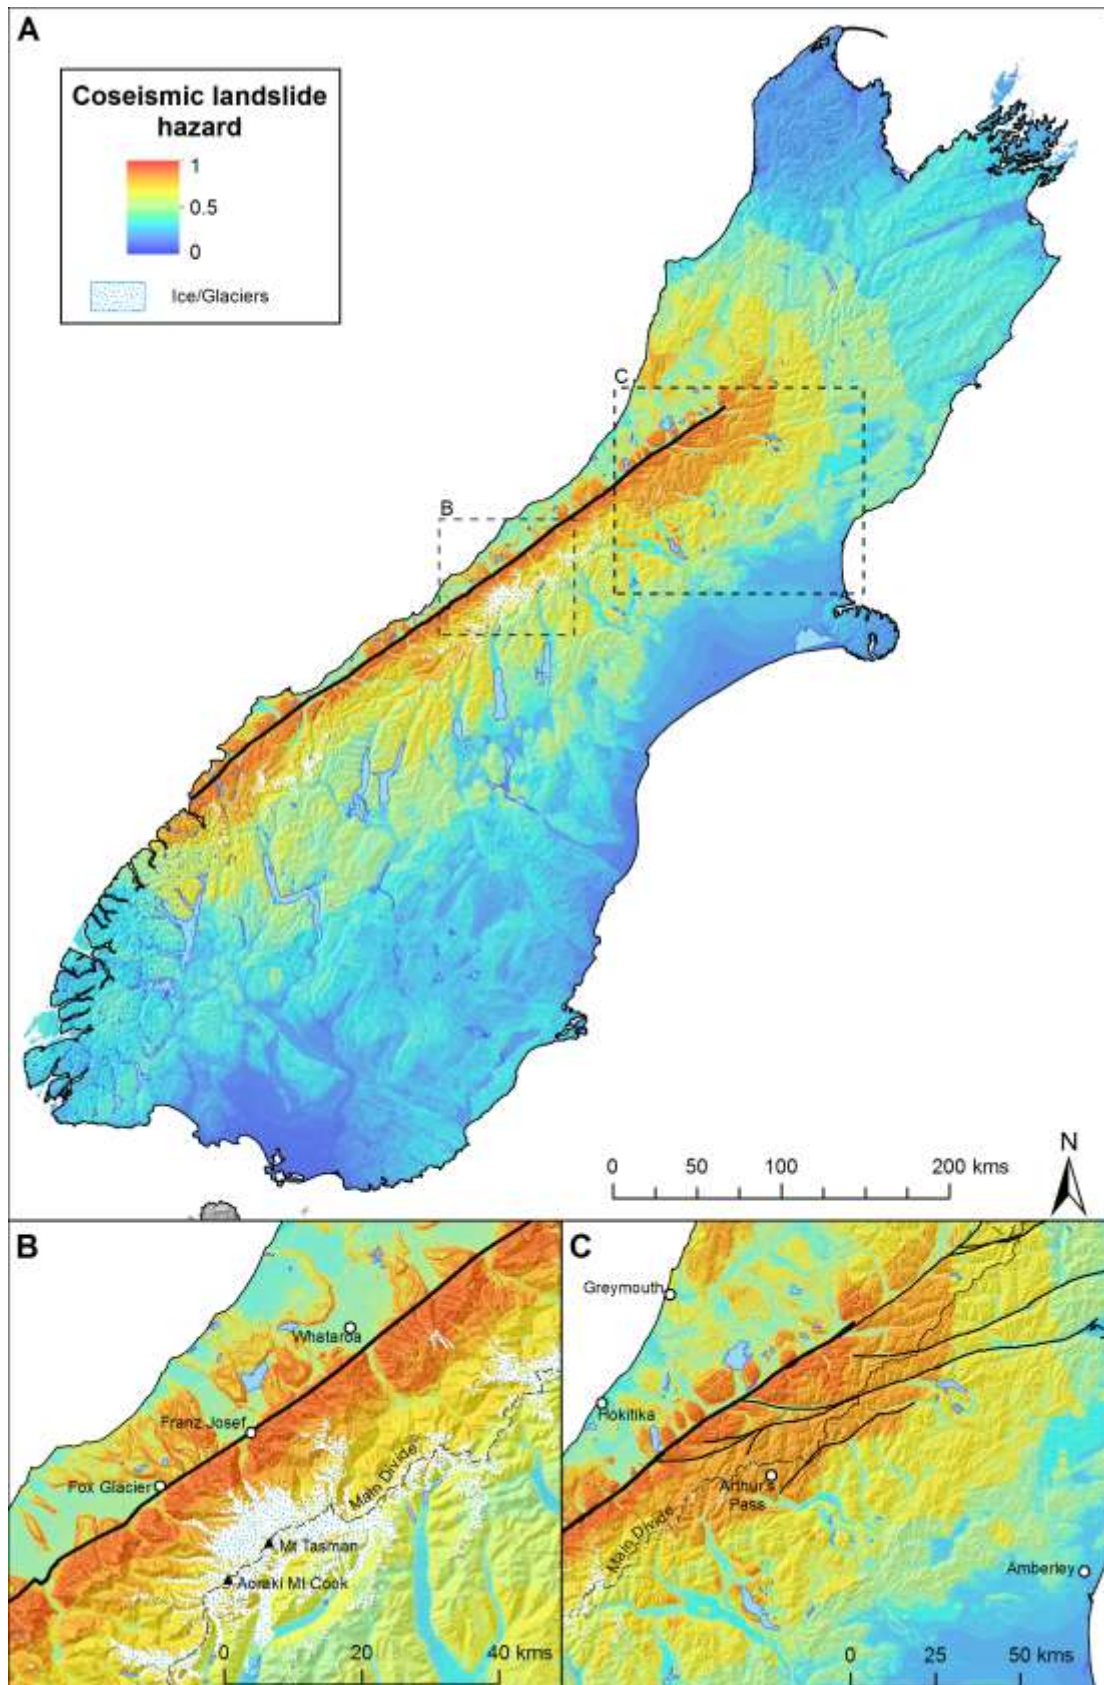 A
Coseismic landslide
hazard
1
0.5
0
Ice/Glaciers
C
B
N
0 50 100 200 kms
B
Whataroa
Franz Josef
Fox Glacier
Main Divide
Mt Tasman
Aoraki Mt Cook
0 20 40 kms
C
Greymouth
Hokitika
Arthur's
Pass
Main Divide
Amberley
0 25 50 kms